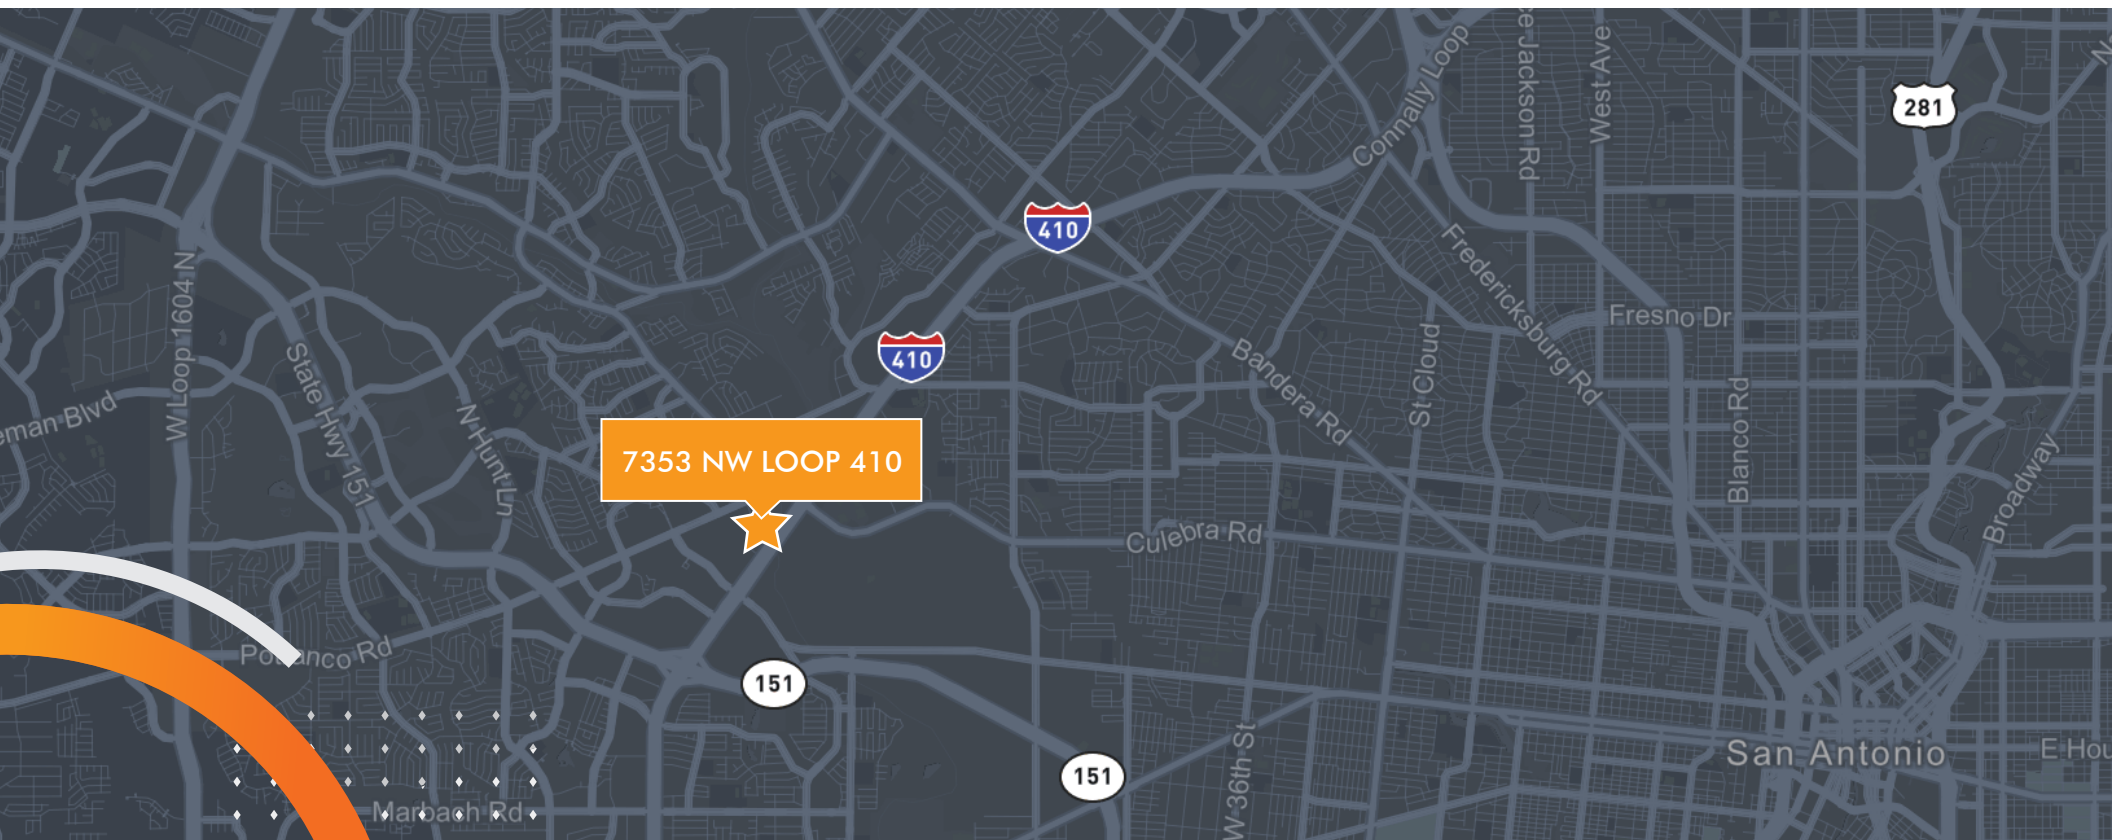 Connally Loop
Jackson Rd
West Ave
281
410
W Loop 1604 N
Fredericksburg Rd
Fresno Dr
410
State Hwy 151
Bandera Rd
St Cloud
Blanco Rd
N Hunt Ln
7353 NW LOOP 410
Broadway
Culebra Rd
151
San Antonio
151
W 36th St
Marbach Rd